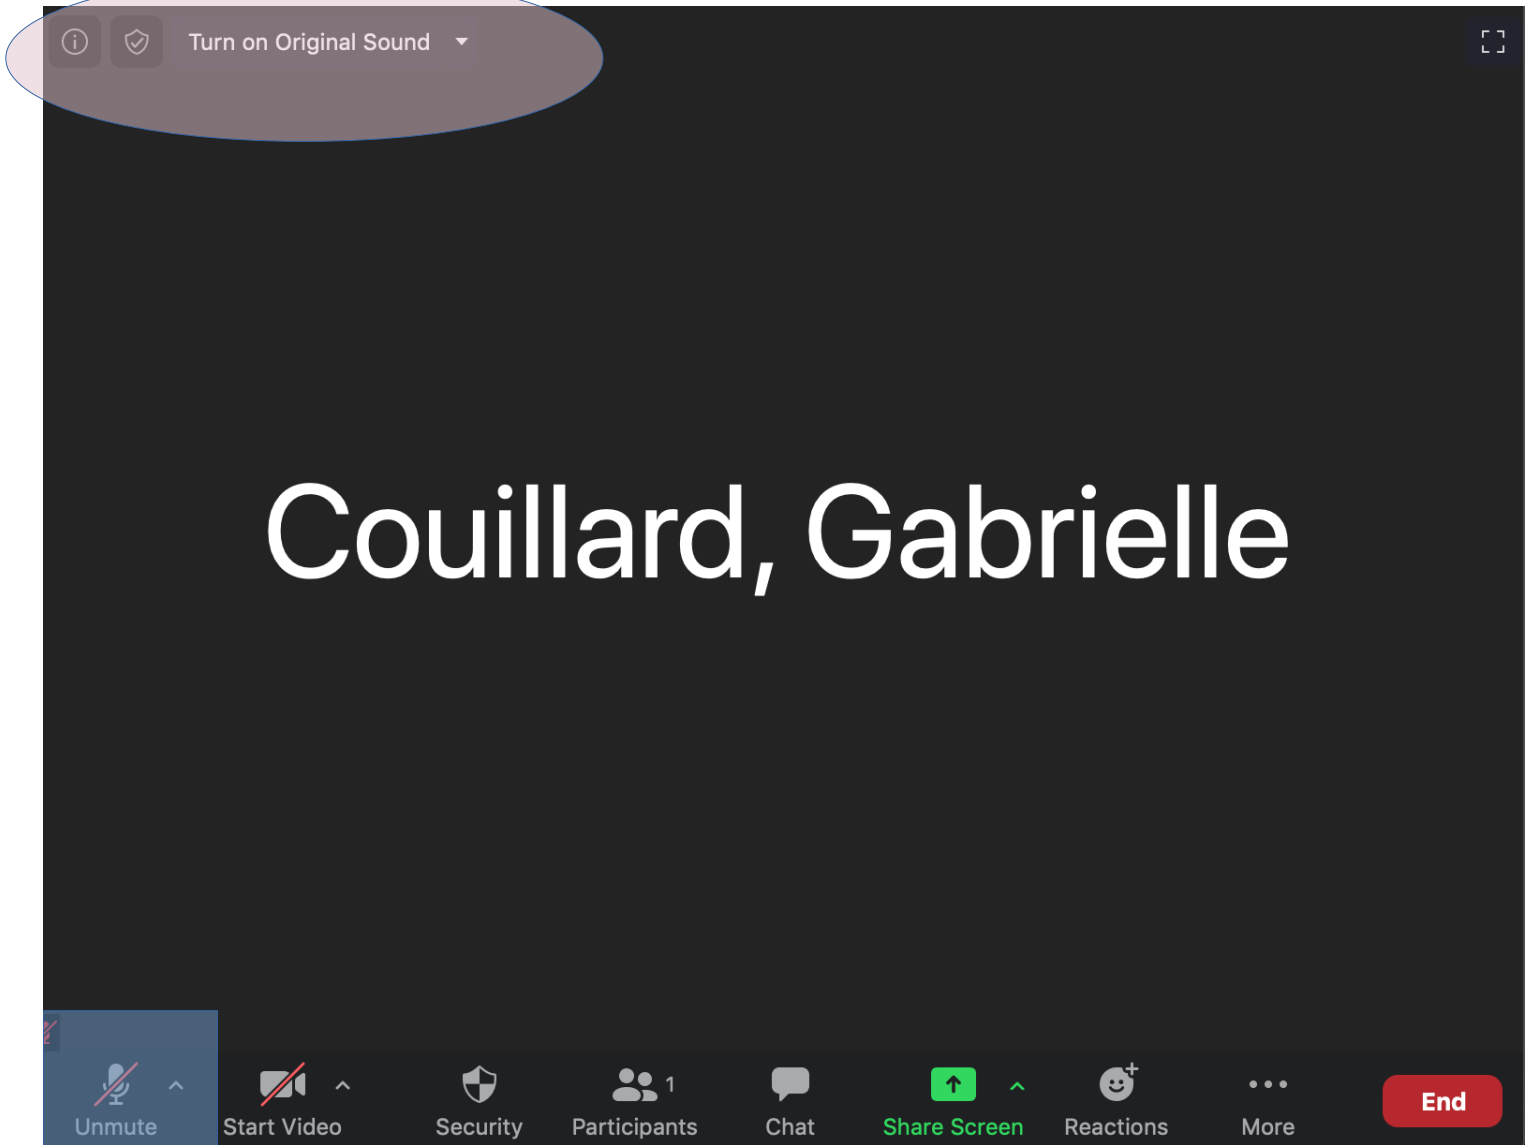 Turn on Original Sound
Couillard, Gabrielle
1
Unmute Start Video Security Participants Chat Share Screen Reactions More End